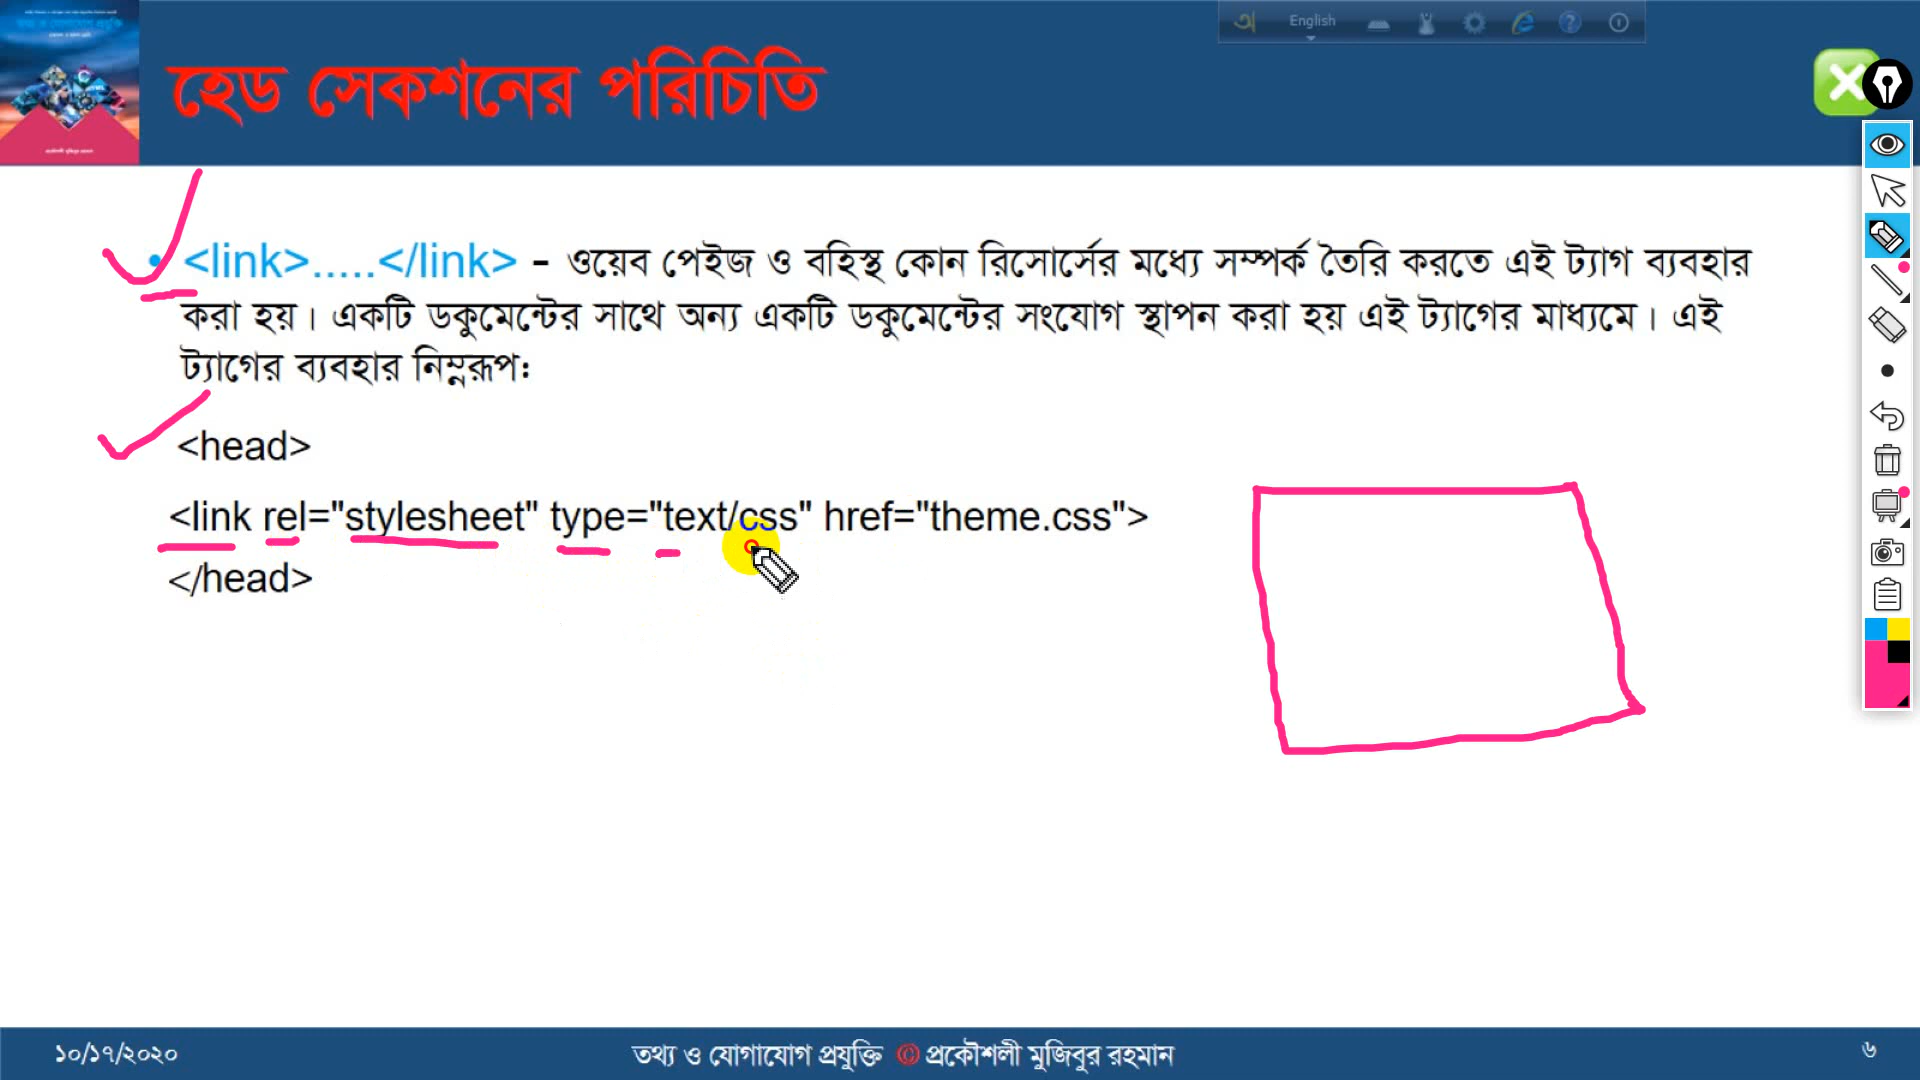 English
হেড সেকশনের পরিচিতি
• <link>.....</link> - ওয়েব পেইজ ও বহিস্থ কোন রিসোর্সের মধ্যে সম্পর্ক তৈরি করতে এই ট্যাগ ব্যবহার
করা হয়। একটি ডকুমেন্টের সাথে অন্য একটি ডকুমেন্টের সংযোগ স্থাপন করা হয় এই ট্যাগের মাধ্যমে। এই
ট্যাগের ব্যবহার নিম্নরূপঃ
<head>
<link rel="stylesheet" type="text/css" href="theme.css">
</head>
১০/১৭/২০২০
তথ্য ও যোগাযোগ প্রযুক্তি © প্রকৌশলী মুজিবুর রহমান
৬